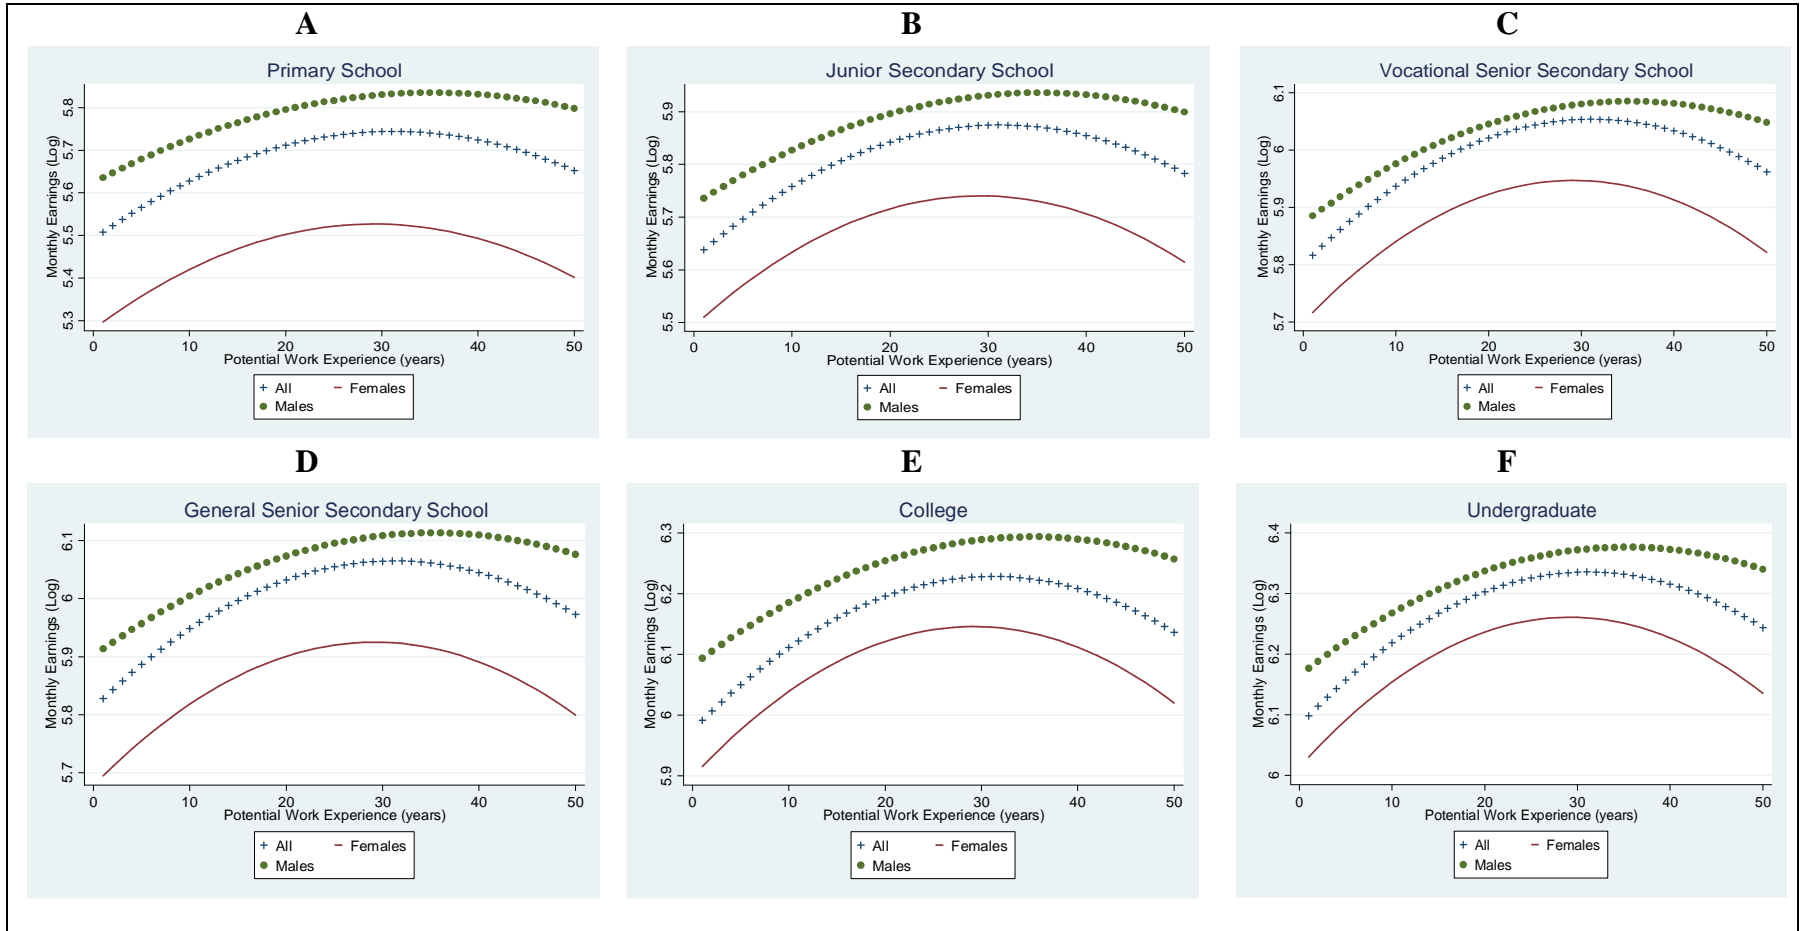 A
Primary School
Monthly Earnings (Log)
5.8
5.7
5.6
5.5
5.4
5.3
0 10 20 30 40 50
Potential Work Experience (years)
+ All – Females
● Males
B
Junior Secondary School
Monthly Earnings (Log)
5.9
5.8
5.7
5.6
5.5
0 10 20 30 40 50
Potential Work Experience (years)
+ All – Females
● Males
C
Vocational Senior Secondary School
Monthly Earnings (Log)
6.1
6
5.9
5.8
5.7
0 10 20 30 40 50
Potential Work Experience (yeras)
+ All – Females
● Males
D
General Senior Secondary School
Monthly Earnings (Log)
6.1
6
5.9
5.8
5.7
0 10 20 30 40 50
Potential Work Experience (years)
+ All – Females
● Males
E
College
Monthly Earnings (Log)
6.3
6.2
6.1
6
5.9
0 10 20 30 40 50
Potential Work Experience (years)
+ All – Females
● Males
F
Undergraduate
Monthly Earnings (Log)
6.4
6.3
6.2
6.1
6
0 10 20 30 40 50
Potential Work Experience (years)
+ All – Females
● Males